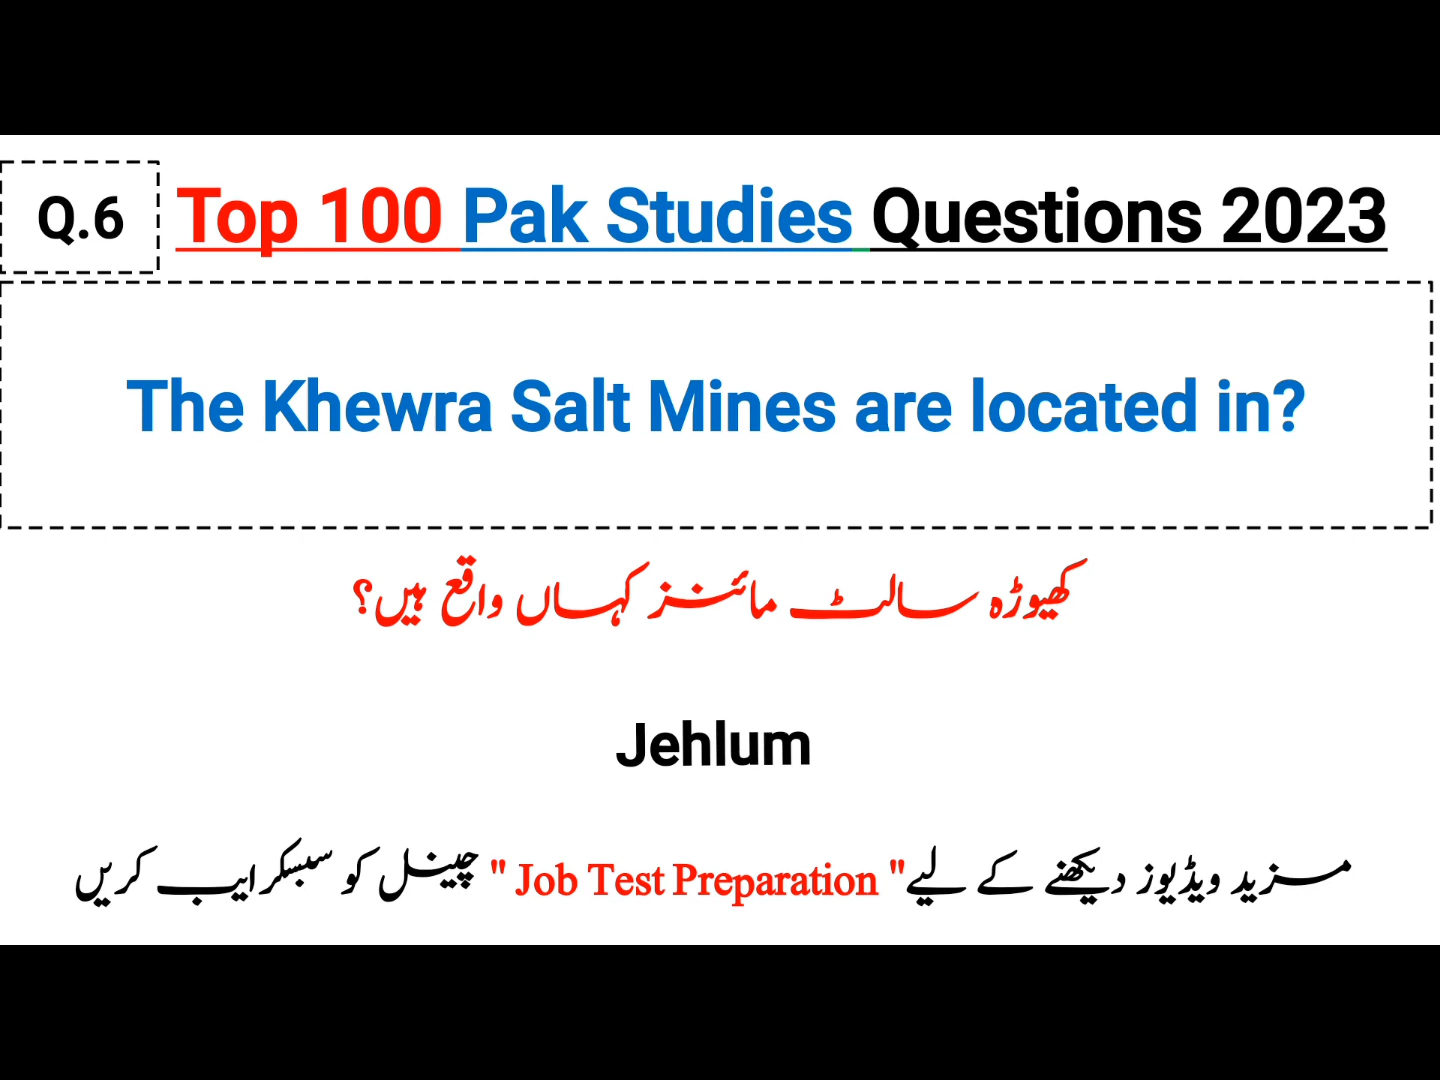 Q.6
Top 100 Pak Studies Questions 2023
The Khewra Salt Mines are located in?
کھیوڑہ سالٹ مائنز کہاں واقع ہیں؟
Jehlum
مزید ویڈیوز دیکھنے کے لیے" Job Test Preparation " چینل کو سبسکرایب کریں